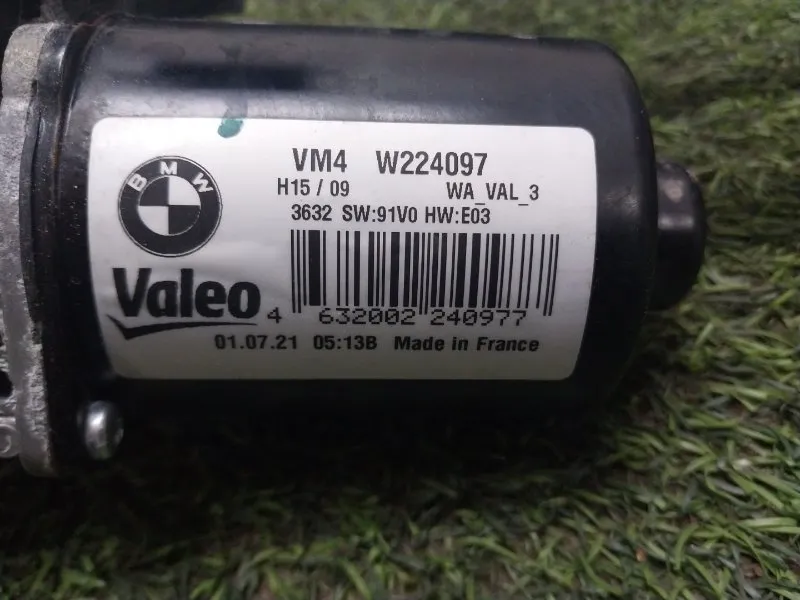 VM4 W224097
BMW
H15 / 09 WA_VAL_3
3632 SW:91V0 HW:E03
Valeo
4 632002 240977
01.07.21 05:13B Made in France